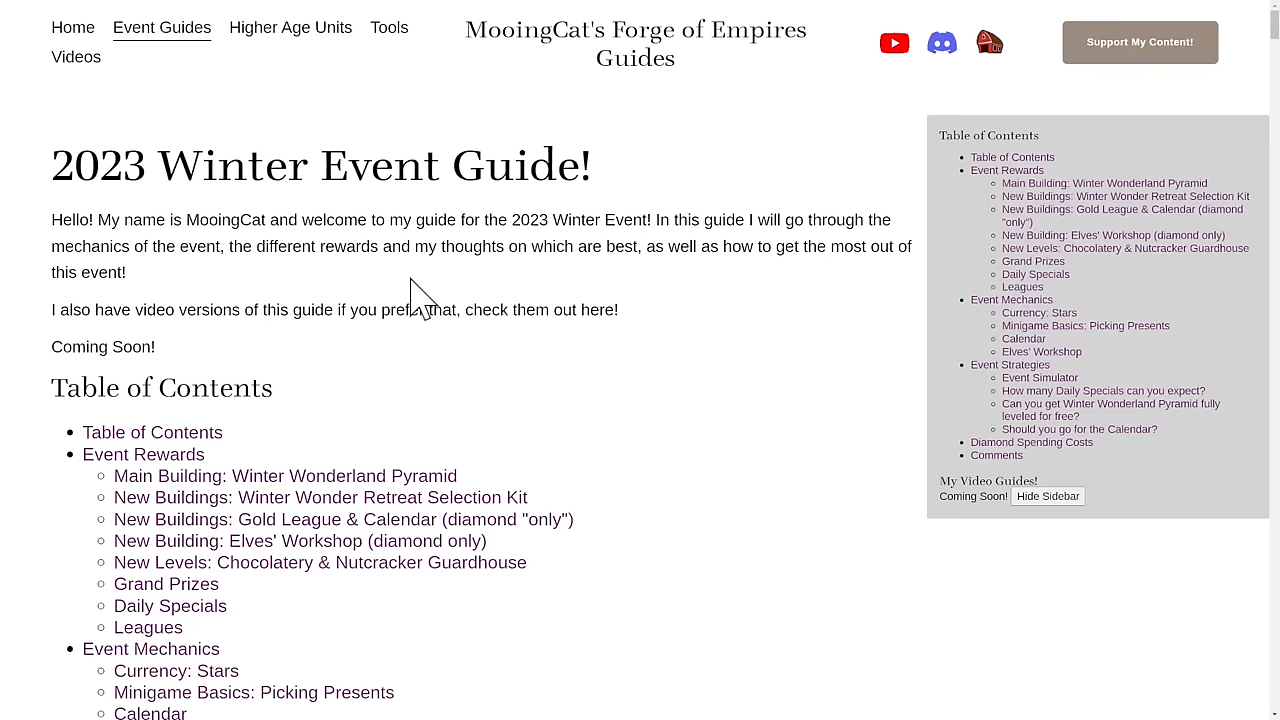 Home Event Guides Higher Age Units Tools
Videos
MooingCat's Forge of Empires
Guides
Support My Content!
2023 Winter Event Guide!
Hello! My name is MooingCat and welcome to my guide for the 2023 Winter Event! In this guide I will go through the
mechanics of the event, the different rewards and my thoughts on which are best, as well as how to get the most out of
this event!
I also have video versions of this guide if you prefer that, check them out here!
Coming Soon!
Table of Contents
Table of Contents
Event Rewards
Main Building: Winter Wonderland Pyramid
New Buildings: Winter Wonder Retreat Selection Kit
New Buildings: Gold League & Calendar (diamond "only")
New Building: Elves' Workshop (diamond only)
New Levels: Chocolatery & Nutcracker Guardhouse
Grand Prizes
Daily Specials
Leagues
Event Mechanics
Currency: Stars
Minigame Basics: Picking Presents
Calendar
Table of Contents
Table of Contents
Event Rewards
Main Building: Winter Wonderland Pyramid
New Buildings: Winter Wonder Retreat Selection Kit
New Buildings: Gold League & Calendar (diamond
"only")
New Building: Elves' Workshop (diamond only)
New Levels: Chocolatery & Nutcracker Guardhouse
Grand Prizes
Daily Specials
Leagues
Event Mechanics
Currency: Stars
Minigame Basics: Picking Presents
Calendar
Elves' Workshop
Event Strategies
Event Simulator
How many Daily Specials can you expect?
Can you get Winter Wonderland Pyramid fully
leveled for free?
Should you go for the Calendar?
Diamond Spending Costs
Comments
My Video Guides!
Coming Soon! Hide Sidebar